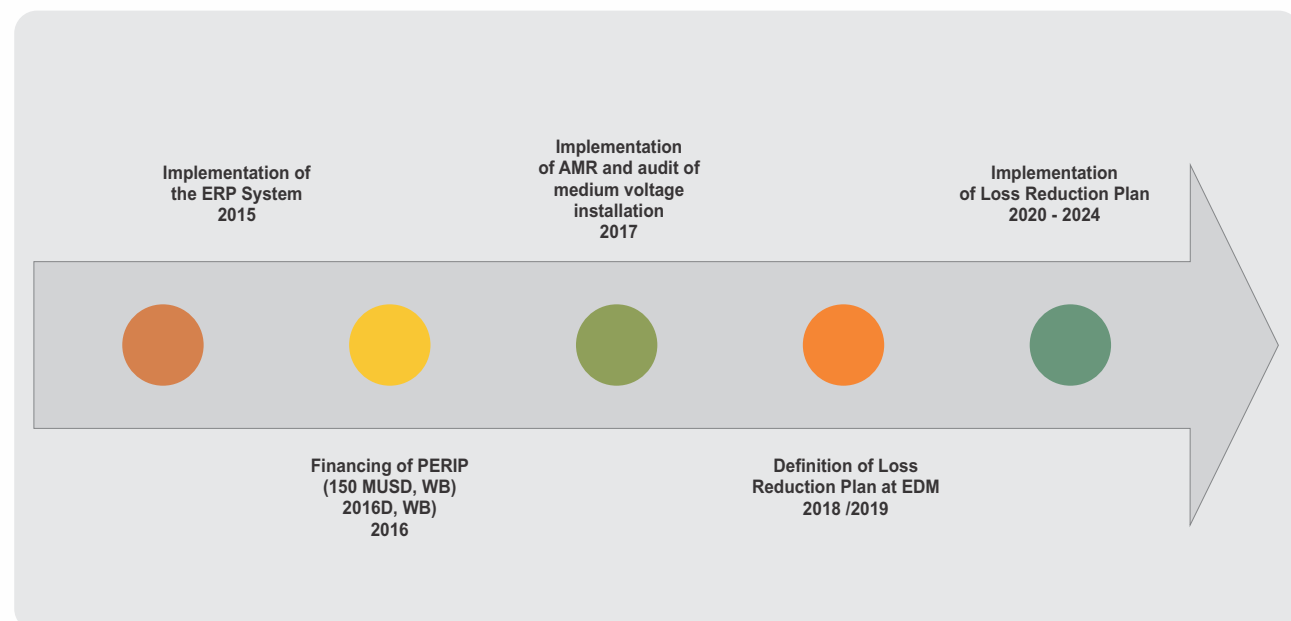 Implementation of
the ERP System
2015
Financing of PERIP
(150 MUSD, WB)
2016D, WB)
2016
Implementation
of AMR and audit of
medium voltage
installation
2017
Definition of Loss
Reduction Plan at EDM
2018 /2019
Implementation
of Loss Reduction Plan
2020 - 2024